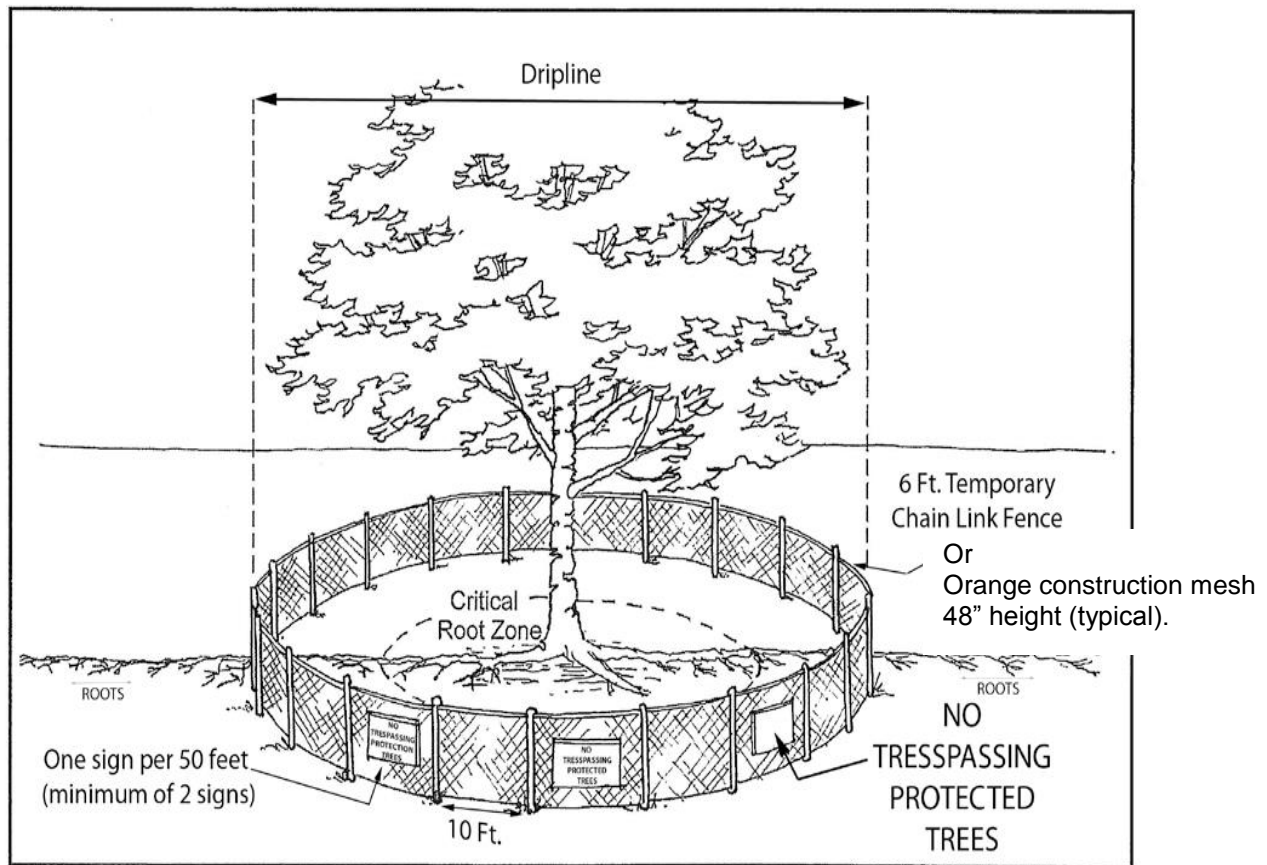 Dripline
6 Ft. Temporary
Chain Link Fence
Or
Orange construction mesh
48” height (typical).
Critical
Root Zone
ROOTS
ROOTS
NO
TRESSPASSING
PROTECTED
TREES
NO
TRESPASSING
PROTECTION
TREES
NO
TRESSPASSING
PROTECTED
TREES
One sign per 50 feet
(minimum of 2 signs)
10 Ft.